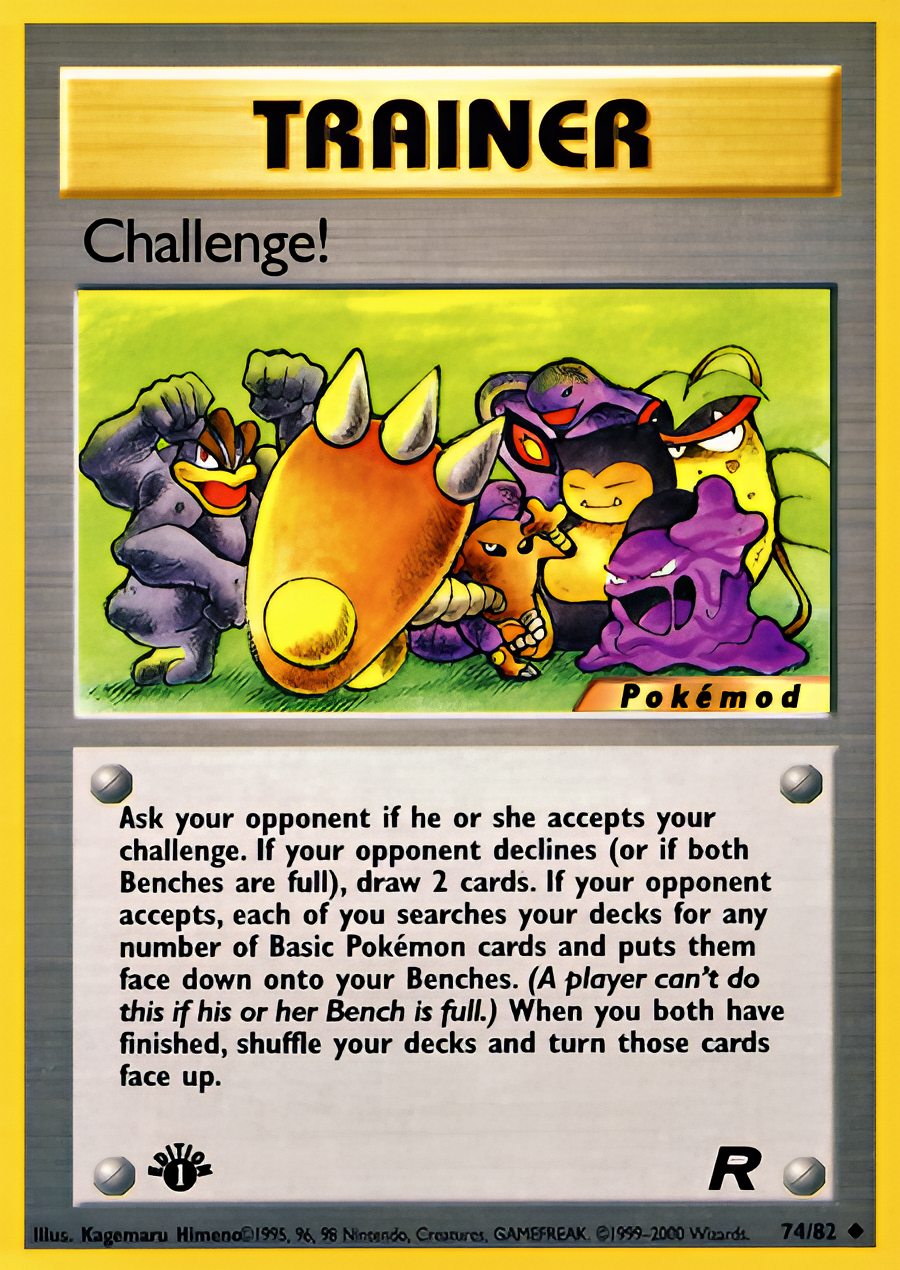 TRAINER
Challenge!
Pokémod
Ask your opponent if he or she accepts your
challenge. If your opponent declines (or if both
Benches are full), draw 2 cards. If your opponent
accepts, each of you searches your decks for any
number of Basic Pokémon cards and puts them
face down onto your Benches. (A player can't do
this if his or her Bench is full.) When you both have
finished, shuffle your decks and turn those cards
face up.
EDITION
1
R
Illus. Kagemaru Himeno ©1995, 96, 98 Nintendo, Creatures, GAMEFREAK. ©1999–2000 Wizards. 74/82 ◆